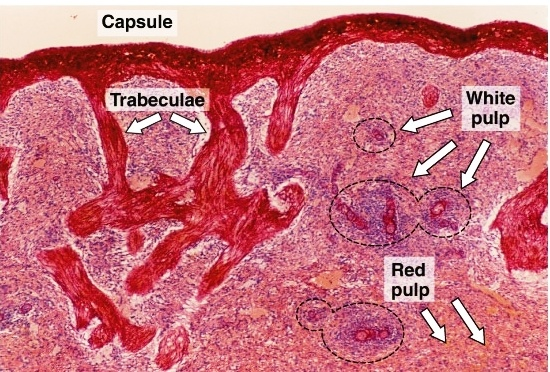 Capsule
Trabeculae
White
pulp
Red
pulp